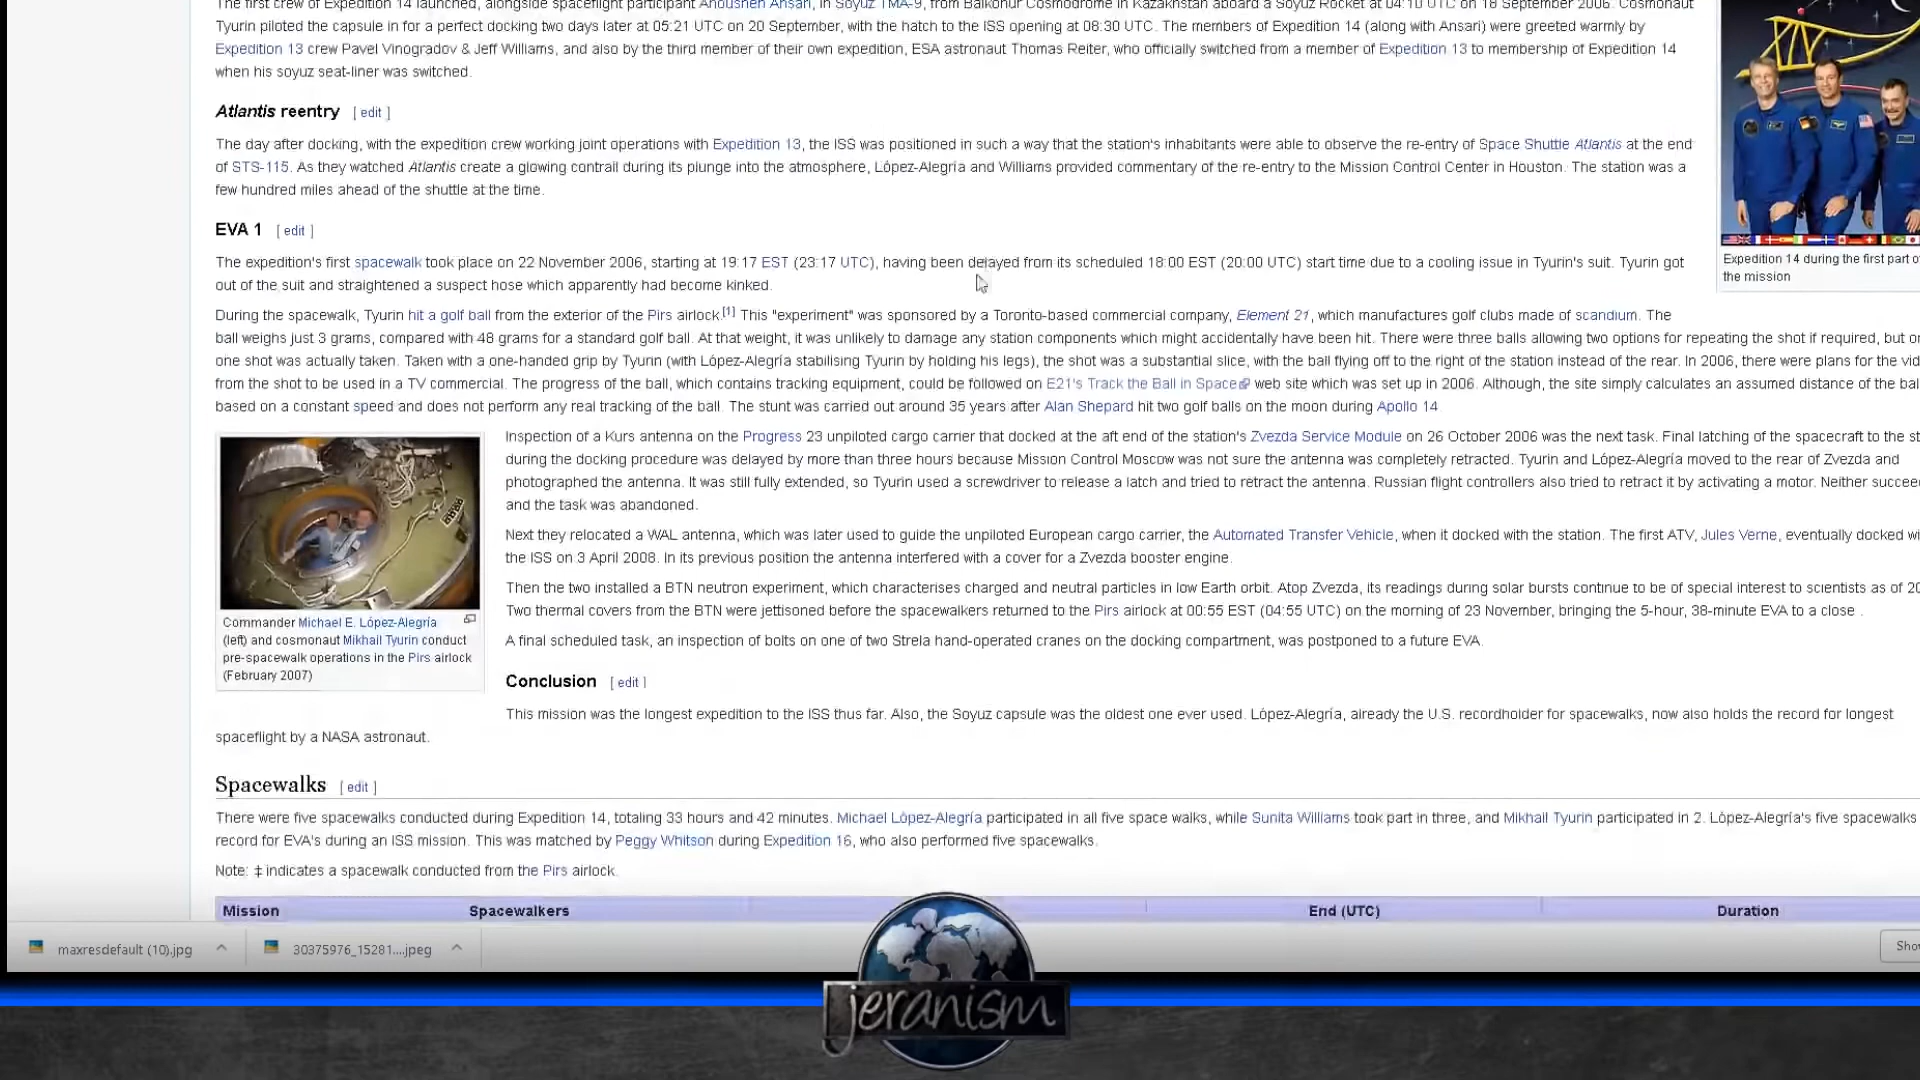 The first crew of Expedition 14 launched, alongside spaceflight participant Anousheh Ansari, in Soyuz TMA-9, from Baikonur Cosmodrome in Kazakhstan aboard a Soyuz Rocket at 04:10 UTC on 18 September 2006. Cosmonaut
Tyurin piloted the capsule in for a perfect docking two days later at 05:21 UTC on 20 September, with the hatch to the ISS opening at 08:30 UTC. The members of Expedition 14 (along with Ansari) were greeted warmly by
Expedition 13 crew Pavel Vinogradov & Jeff Williams, and also by the third member of their own expedition, ESA astronaut Thomas Reiter, who officially switched from a member of Expedition 13 to membership of Expedition 14
when his soyuz seat-liner was switched.
Atlantis reentry [ edit ]
The day after docking, with the expedition crew working joint operations with Expedition 13, the ISS was positioned in such a way that the station's inhabitants were able to observe the re-entry of Space Shuttle Atlantis at the end
of STS-115. As they watched Atlantis create a glowing contrail during its plunge into the atmosphere, López-Alegría and Williams provided commentary of the re-entry to the Mission Control Center in Houston. The station was a
few hundred miles ahead of the shuttle at the time.
EVA 1 [ edit ]
The expedition's first spacewalk took place on 22 November 2006, starting at 19:17 EST (23:17 UTC), having been delayed from its scheduled 18:00 EST (20:00 UTC) start time due to a cooling issue in Tyurin's suit. Tyurin got
out of the suit and straightened a suspect hose which apparently had become kinked.
Expedition 14 during the first part o
the mission
During the spacewalk, Tyurin hit a golf ball from the exterior of the Pirs airlock.[1] This "experiment" was sponsored by a Toronto-based commercial company, Element 21, which manufactures golf clubs made of scandium. The
ball weighs just 3 grams, compared with 48 grams for a standard golf ball. At that weight, it was unlikely to damage any station components which might accidentally have been hit. There were three balls allowing two options for repeating the shot if required, but o
one shot was actually taken. Taken with a one-handed grip by Tyurin (with López-Alegría stabilising Tyurin by holding his legs), the shot was a substantial slice, with the ball flying off to the right of the station instead of the rear. In 2006, there were plans for the vid
from the shot to be used in a TV commercial. The progress of the ball, which contains tracking equipment, could be followed on E21's Track the Ball in Space web site which was set up in 2006. Although, the site simply calculates an assumed distance of the bal
based on a constant speed and does not perform any real tracking of the ball. The stunt was carried out around 35 years after Alan Shepard hit two golf balls on the moon during Apollo 14.
Inspection of a Kurs antenna on the Progress 23 unpiloted cargo carrier that docked at the aft end of the station's Zvezda Service Module on 26 October 2006 was the next task. Final latching of the spacecraft to the st
during the docking procedure was delayed by more than three hours because Mission Control Moscow was not sure the antenna was completely retracted. Tyurin and López-Alegría moved to the rear of Zvezda and
photographed the antenna. It was still fully extended, so Tyurin used a screwdriver to release a latch and tried to retract the antenna. Russian flight controllers also tried to retract it by activating a motor. Neither succee
and the task was abandoned.
Next they relocated a WAL antenna, which was later used to guide the unpiloted European cargo carrier, the Automated Transfer Vehicle, when it docked with the station. The first ATV, Jules Verne, eventually docked wi
the ISS on 3 April 2008. In its previous position the antenna interfered with a cover for a Zvezda booster engine.
Then the two installed a BTN neutron experiment, which characterises charged and neutral particles in low Earth orbit. Atop Zvezda, its readings during solar bursts continue to be of special interest to scientists as of 20
Two thermal covers from the BTN were jettisoned before the spacewalkers returned to the Pirs airlock at 00:55 EST (04:55 UTC) on the morning of 23 November, bringing the 5-hour, 38-minute EVA to a close .
A final scheduled task, an inspection of bolts on one of two Strela hand-operated cranes on the docking compartment, was postponed to a future EVA.
Commander Michael E. López-Alegría
(left) and cosmonaut Mikhail Tyurin conduct
pre-spacewalk operations in the Pirs airlock
(February 2007)
Conclusion [ edit ]
This mission was the longest expedition to the ISS thus far. Also, the Soyuz capsule was the oldest one ever used. López-Alegría, already the U.S. recordholder for spacewalks, now also holds the record for longest
spaceflight by a NASA astronaut.
Spacewalks [ edit ]
There were five spacewalks conducted during Expedition 14, totaling 33 hours and 42 minutes. Michael López-Alegría participated in all five space walks, while Sunita Williams took part in three, and Mikhail Tyurin participated in 2. López-Alegría's five spacewalks
record for EVA's during an ISS mission. This was matched by Peggy Whitson during Expedition 16, who also performed five spacewalks.
Note: ‡ indicates a spacewalk conducted from the Pirs airlock.
Mission Spacewalkers End (UTC) Duration
maxresdefault (10).jpg 30375976_15281....jpeg Sho
jeranism